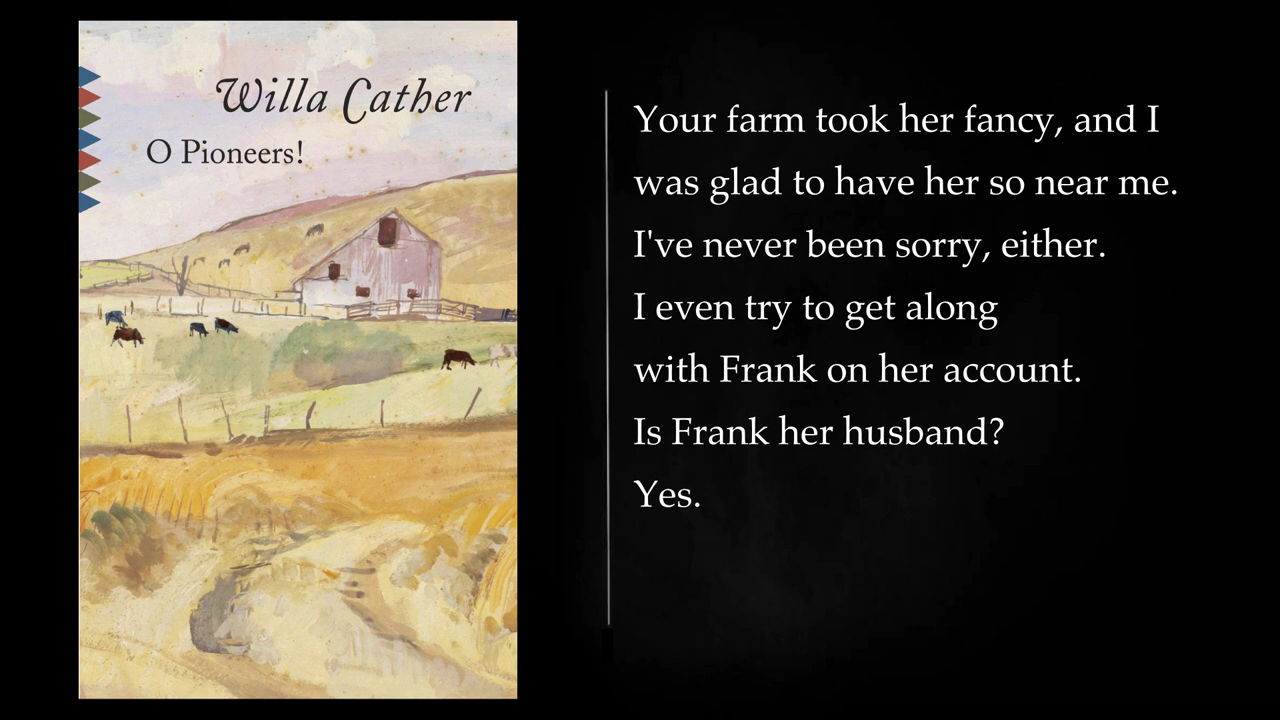 Willa Cather
O Pioneers!
Your farm took her fancy, and I
was glad to have her so near me.
I've never been sorry, either.
I even try to get along
with Frank on her account.
Is Frank her husband?
Yes.